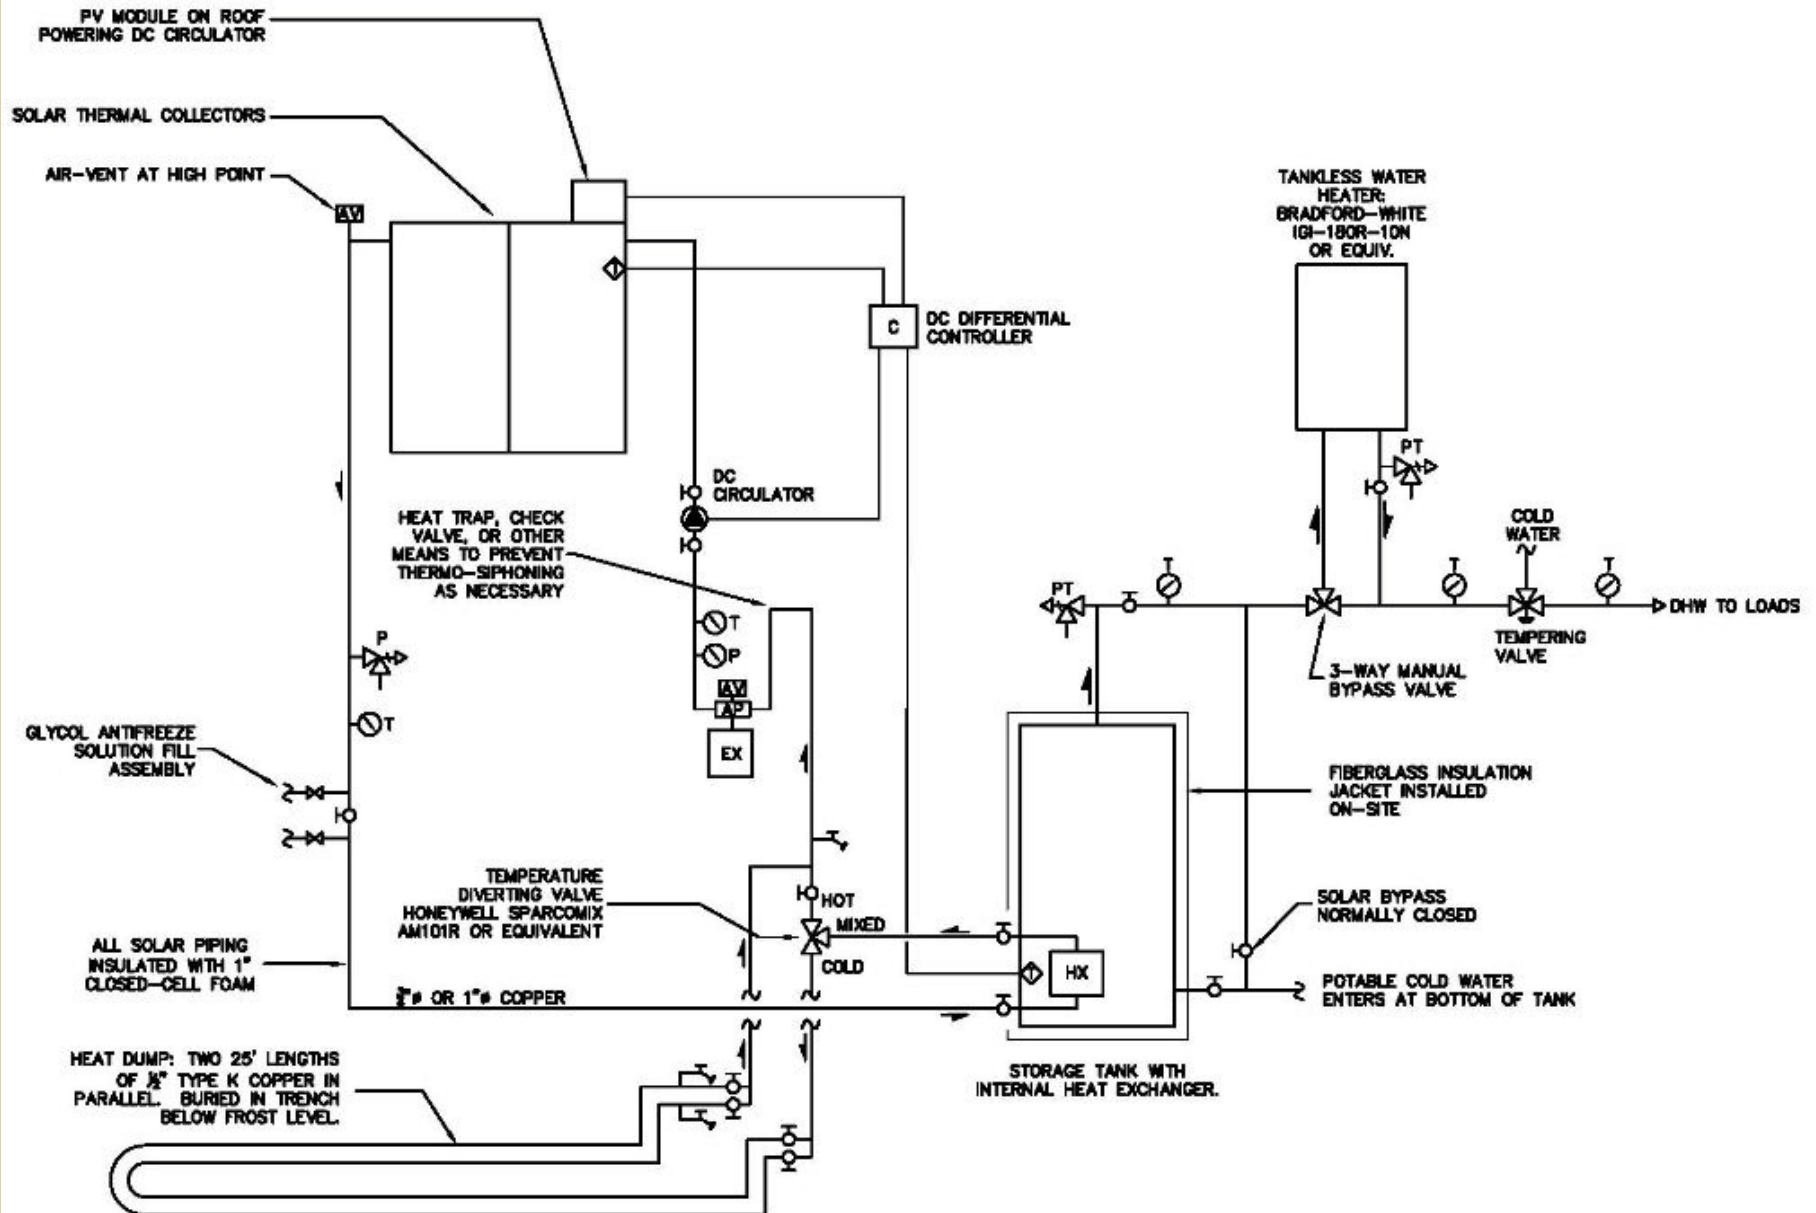 PV MODULE ON ROOF
POWERING DC CIRCULATOR
SOLAR THERMAL COLLECTORS
AIR-VENT AT HIGH POINT
AV
T
C
DC DIFFERENTIAL
CONTROLLER
TANKLESS WATER
HEATER:
BRADFORD-WHITE
IGI-180R-10N
OR EQUIV.
PT
DC
CIRCULATOR
HEAT TRAP, CHECK
VALVE, OR OTHER
MEANS TO PREVENT
THERMO-SIPHONING
AS NECESSARY
COLD
WATER
T
T
T
PT
DHW TO LOADS
TEMPERING
VALVE
3-WAY MANUAL
BYPASS VALVE
T
P
P
T
AV
AP
EX
GLYCOL ANTIFREEZE
SOLUTION FILL
ASSEMBLY
FIBERGLASS INSULATION
JACKET INSTALLED
ON-SITE
TEMPERATURE
DIVERTING VALVE
HONEYWELL SPARCOMIX
AM101R OR EQUIVALENT
HOT
MIXED
COLD
SOLAR BYPASS
NORMALLY CLOSED
ALL SOLAR PIPING
INSULATED WITH 1"
CLOSED-CELL FOAM
T
HX
POTABLE COLD WATER
ENTERS AT BOTTOM OF TANK
OR 1"ø COPPER
HEAT DUMP: TWO 25' LENGTHS
OF ½" TYPE K COPPER IN
PARALLEL. BURIED IN TRENCH
BELOW FROST LEVEL.
STORAGE TANK WITH
INTERNAL HEAT EXCHANGER.